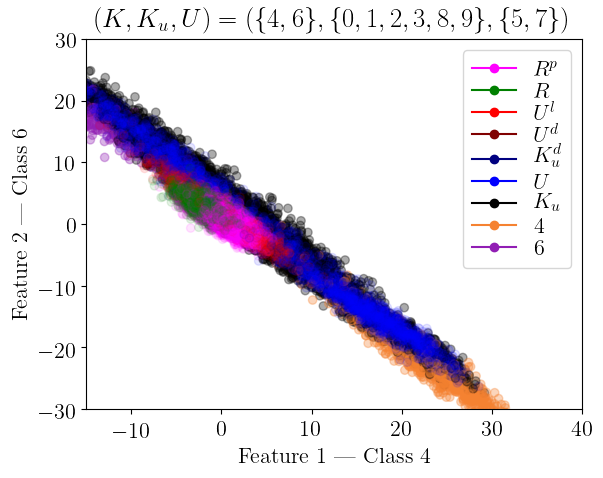 (K, K_u, U) = ({4, 6}, {0, 1, 2, 3, 8, 9}, {5, 7})
30
20
10
0
−10
−20
−30
Feature 2 — Class 6
R^p
R
U^l
U^d
K_u^d
U
K_u
4
6
−10
0
10
20
30
40
Feature 1 — Class 4